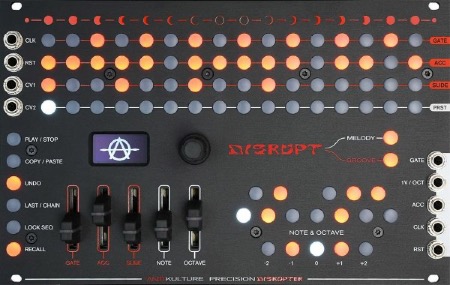 CLK
GATE
RST
ACC
CV1
SLIDE
CV2
PRST
PLAY / STOP
COPY / PASTE
UNDO
LAST / CHAIN
LOCK SEQ
RECALL
DISRUPT
MELODY
GROOVE
GATE
1V / OCT
ACC
CLK
RST
NOTE & OCTAVE
-2 -1 0 +1 +2
GATE ACC SLIDE NOTE OCTAVE
KULTURE PRECISION DISRUPTER